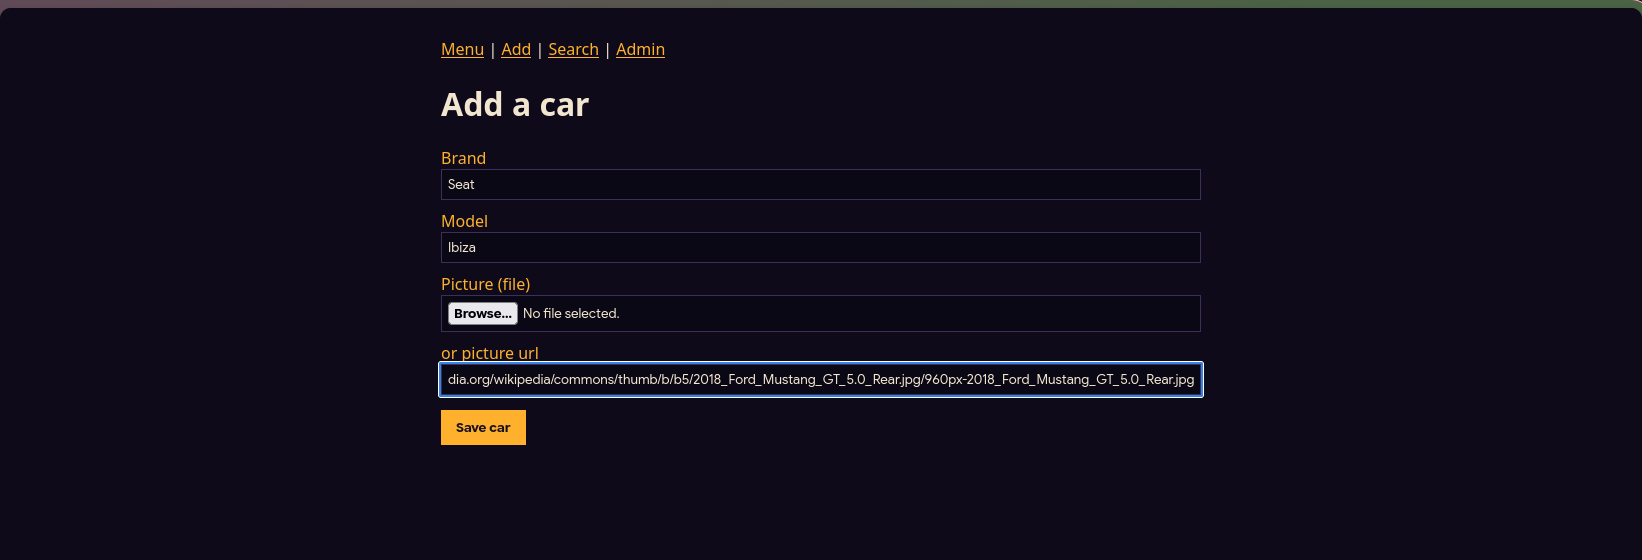 Menu | Add | Search | Admin
Add a car
Brand
Seat
Model
Ibiza
Picture (file)
Browse... No file selected.
or picture url
dia.org/wikipedia/commons/thumb/b/b5/2018_Ford_Mustang_GT_5.0_Rear.jpg/960px-2018_Ford_Mustang_GT_5.0_Rear.jpg
Save car